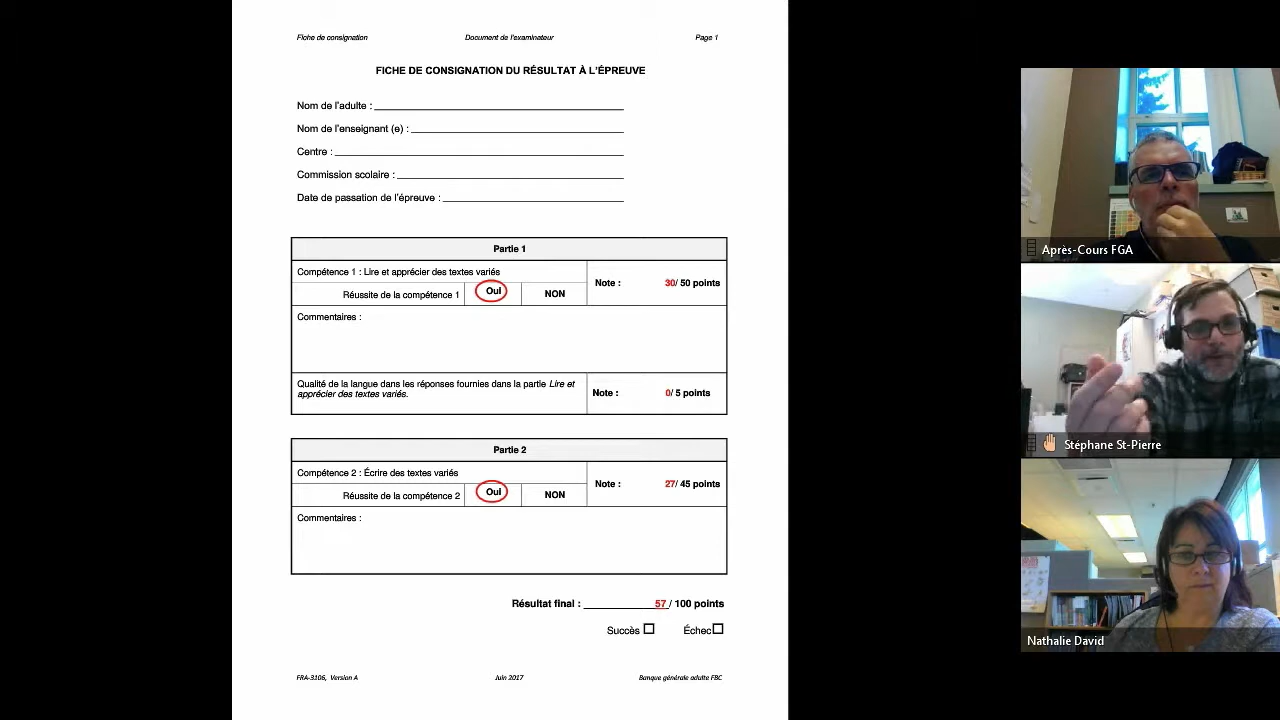 Fiche de consignation Document de l'examinateur Page 1
FICHE DE CONSIGNATION DU RÉSULTAT À L'ÉPREUVE
Nom de l'adulte :
Nom de l'enseignant (e) :
Centre :
Commission scolaire :
Date de passation de l'épreuve :
Partie 1
Compétence 1 : Lire et apprécier des textes variés
Note : 30/ 50 points
Réussite de la compétence 1 Oui NON
Commentaires :
Qualité de la langue dans les réponses fournies dans la partie Lire et
apprécier des textes variés.
Note : 0/ 5 points
Partie 2
Compétence 2 : Écrire des textes variés
Note : 27/ 45 points
Réussite de la compétence 2 Oui NON
Commentaires :
Résultat final : 57 / 100 points
Succès Échec
FRA-3106, Version A Juin 2017 Banque générale adulte FBC
Après-Cours FGA
Stéphane St-Pierre
Nathalie David